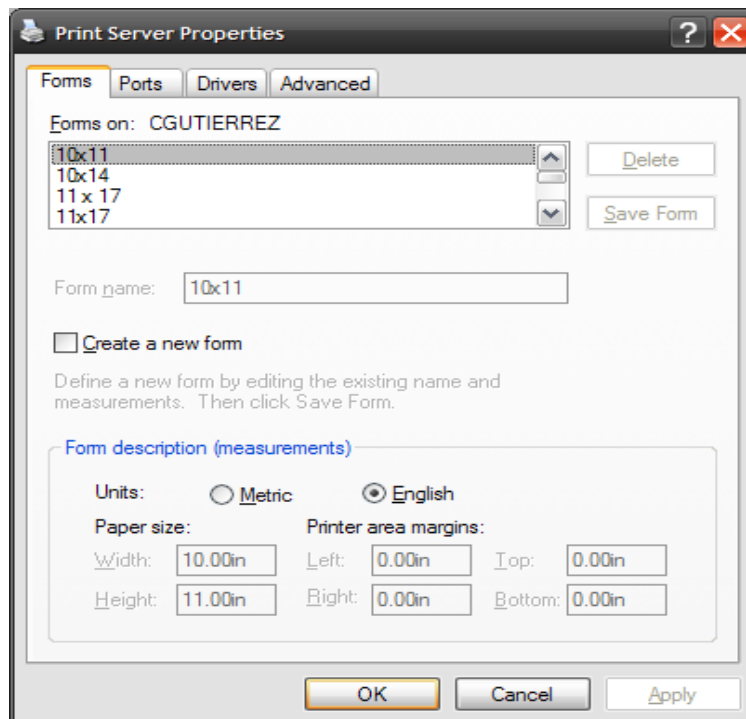 Print Server Properties
Forms Ports Drivers Advanced
Forms on: CGUTIERREZ
10x11
10x14
11 x 17
11x17
Delete
Save Form
Form name: 10x11
Create a new form
Define a new form by editing the existing name and
measurements. Then click Save Form.
Form description (measurements)
Units: Metric English
Paper size: Printer area margins:
Width: 10.00in Left: 0.00in Top: 0.00in
Height: 11.00in Right: 0.00in Bottom: 0.00in
OK Cancel Apply